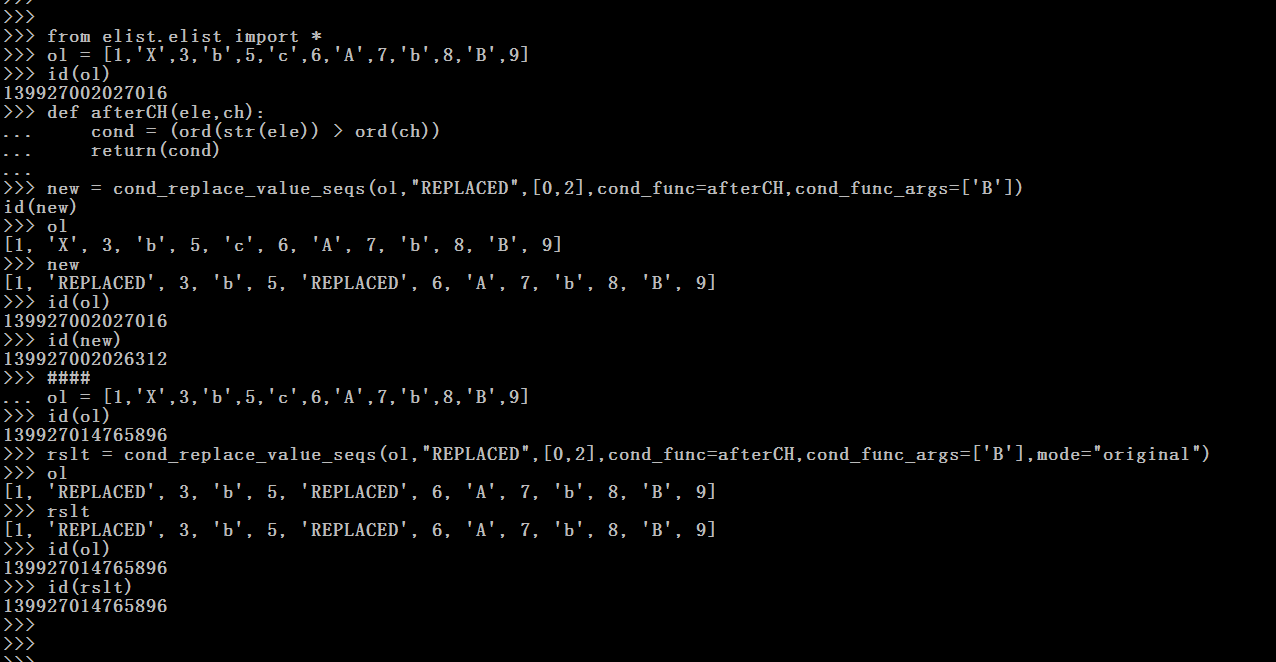 >>>
>>>
>>> from elist.elist import *
>>> ol = [1,'X',3,'b',5,'c',6,'A',7,'b',8,'B',9]
>>> id(ol)
139927002027016
>>> def afterCH(ele,ch):
...     cond = (ord(str(ele)) > ord(ch))
...     return(cond)
...
>>> new = cond_replace_value_seqs(ol,"REPLACED",[0,2],cond_func=afterCH,cond_func_args=['B'])
id(new)
>>> ol
[1, 'X', 3, 'b', 5, 'c', 6, 'A', 7, 'b', 8, 'B', 9]
>>> new
[1, 'REPLACED', 3, 'b', 5, 'REPLACED', 6, 'A', 7, 'b', 8, 'B', 9]
>>> id(ol)
139927002027016
>>> id(new)
139927002026312
>>> ####
... ol = [1,'X',3,'b',5,'c',6,'A',7,'b',8,'B',9]
>>> id(ol)
139927014765896
>>> rslt = cond_replace_value_seqs(ol,"REPLACED",[0,2],cond_func=afterCH,cond_func_args=['B'],mode="original")
>>> ol
[1, 'REPLACED', 3, 'b', 5, 'REPLACED', 6, 'A', 7, 'b', 8, 'B', 9]
>>> rslt
[1, 'REPLACED', 3, 'b', 5, 'REPLACED', 6, 'A', 7, 'b', 8, 'B', 9]
>>> id(ol)
139927014765896
>>> id(rslt)
139927014765896
>>>
>>>
>>>